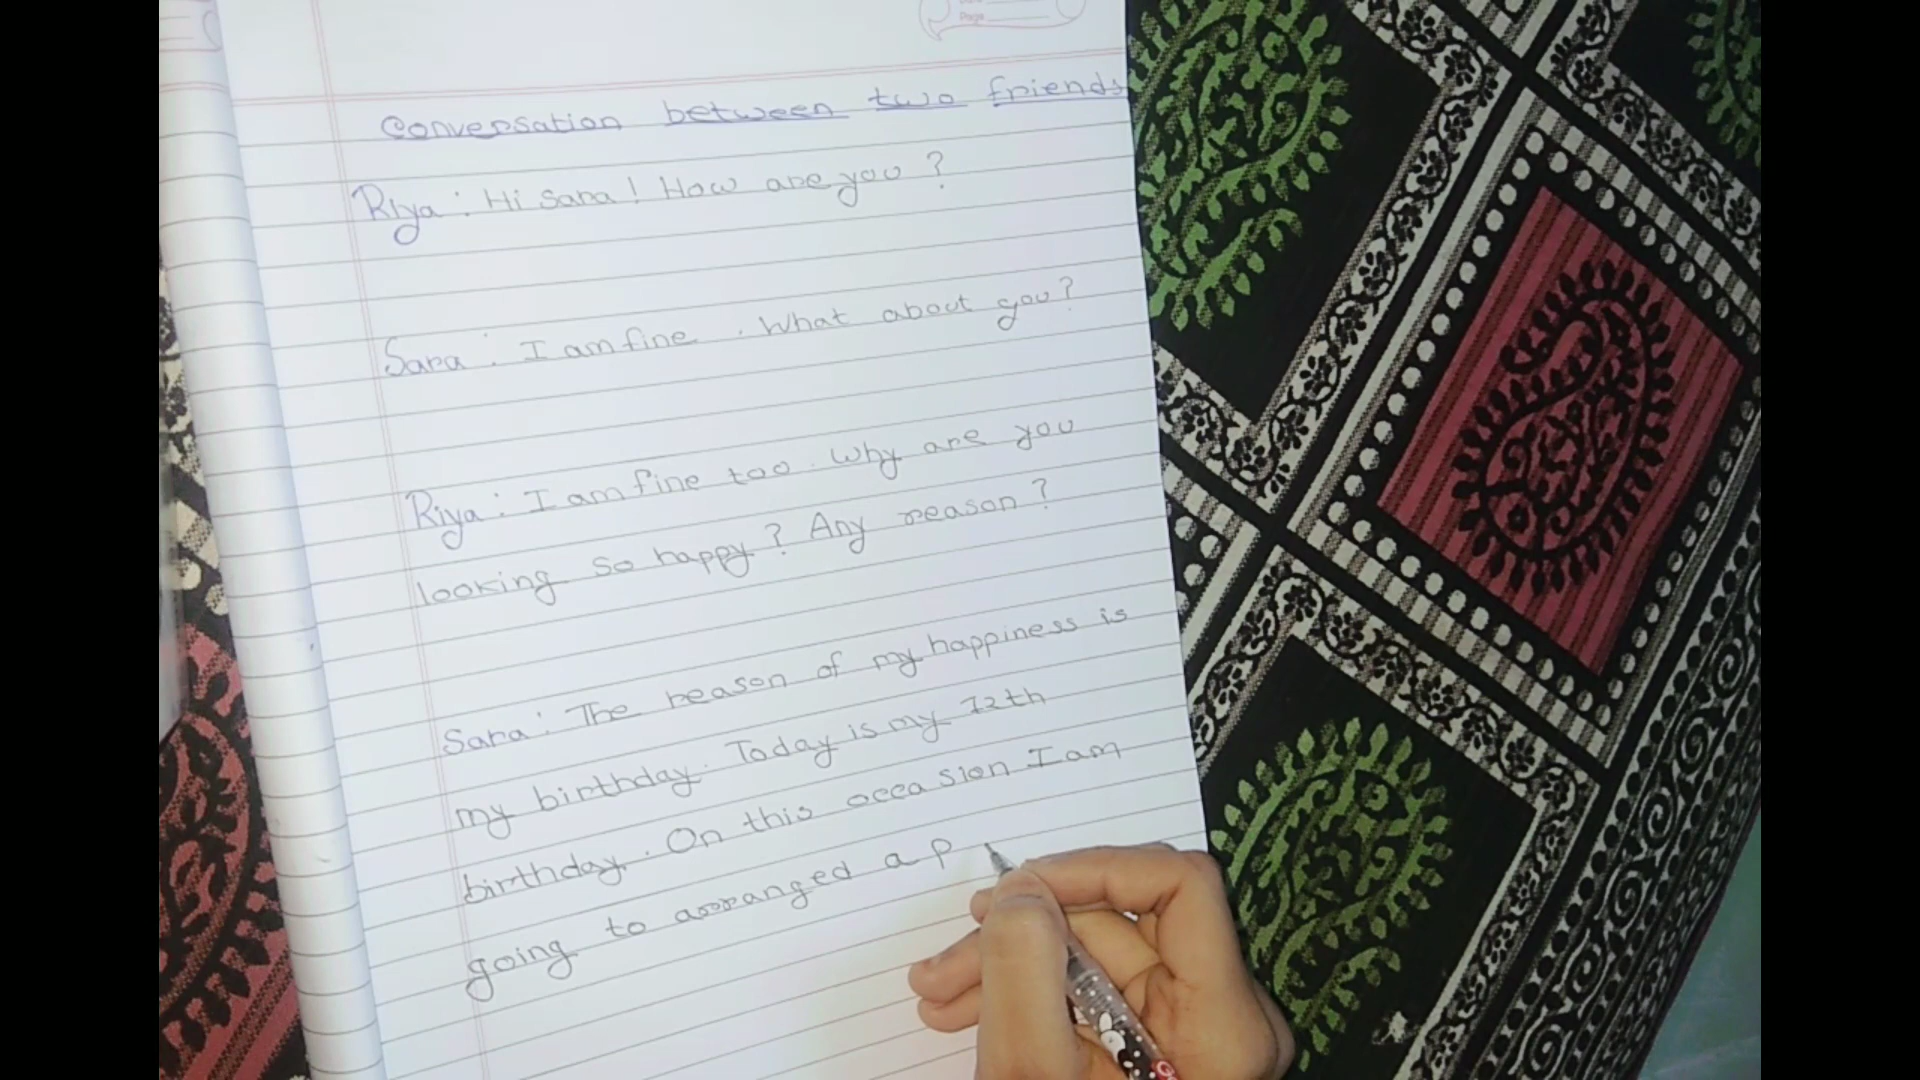 Page
Conversation between two friends
Riya : Hi Sara ! How are you ?
Sara : I am fine . What about you ?
Riya : I am fine too . Why are you
looking so happy ? Any reason ?
Sara : The reason of my happiness is
my birthday. Today is my 12th
birthday . On this occasion I am
going to arranged a p